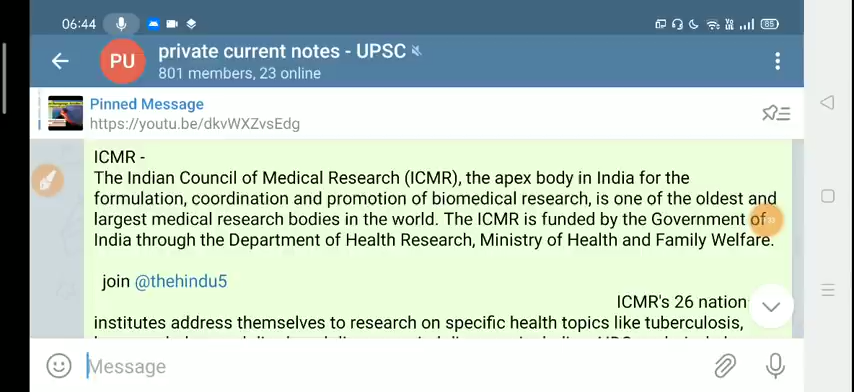 06:44
85
PU
private current notes - UPSC
801 members, 23 online
Pinned Message
https://youtu.be/dkvWXZvsEdg
ICMR -
The Indian Council of Medical Research (ICMR), the apex body in India for the
formulation, coordination and promotion of biomedical research, is one of the oldest and
largest medical research bodies in the world. The ICMR is funded by the Government of
India through the Department of Health Research, Ministry of Health and Family Welfare.
join @thehindu5
ICMR's 26 nation
institutes address themselves to research on specific health topics like tuberculosis,
Message